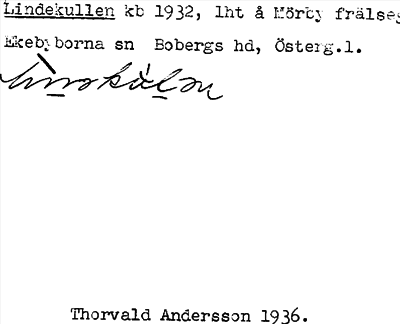 Lindekullen kb 1932, lht å Mörby frälseg
Ekebyborna sn Bobergs hd, Österg.l.
Thorvald Andersson 1936.